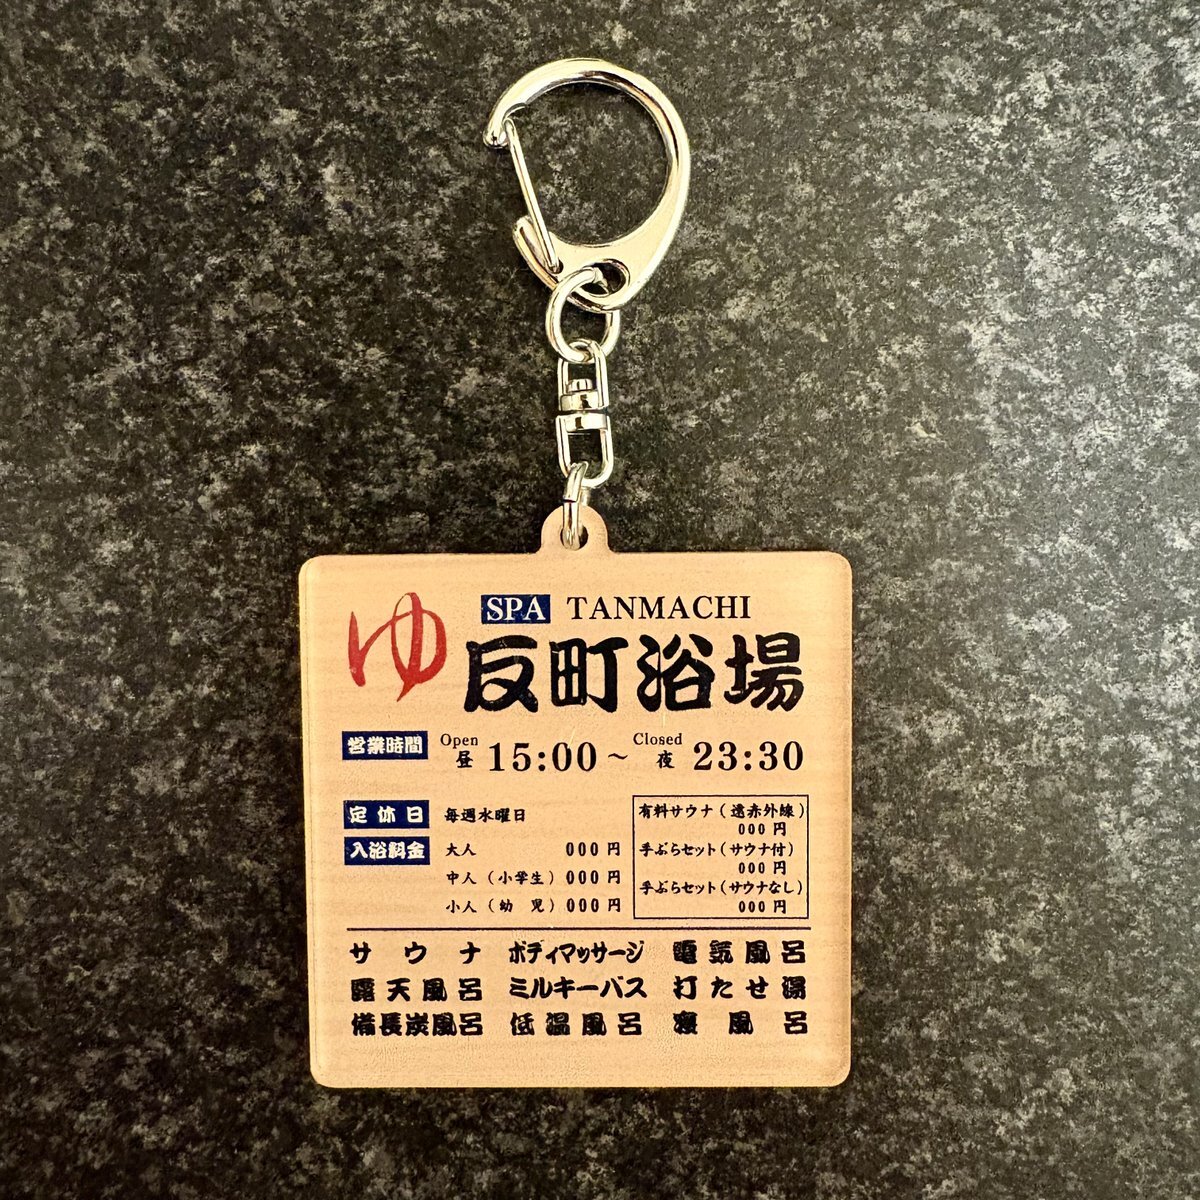 ゆ
SPA TANMACHI
反町浴場
営業時間 Open 昼 15:00 ～ Closed 夜 23:30
定休日 毎週水曜日
入浴料金 大人 000円
中人(小学生) 000円
小人(幼 児) 000円
有料サウナ(遠赤外線)
000円
手ぶらセット(サウナ付)
000円
手ぶらセット(サウナなし)
000円
サウナ ボディマッサージ 電気風呂
露天風呂 ミルキーバス 打たせ湯
備長炭風呂 低温風呂 寝風呂